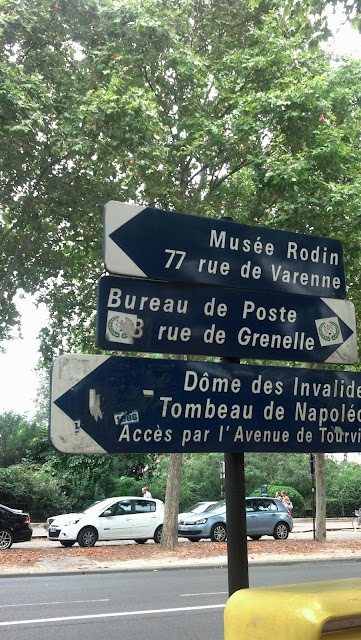 Musée Rodin
77 rue de Varenne
Bureau de Poste
8 rue de Grenelle
Dôme des Invalide
Tombeau de Napoléo
Accès par l'Avenue de Tourvi